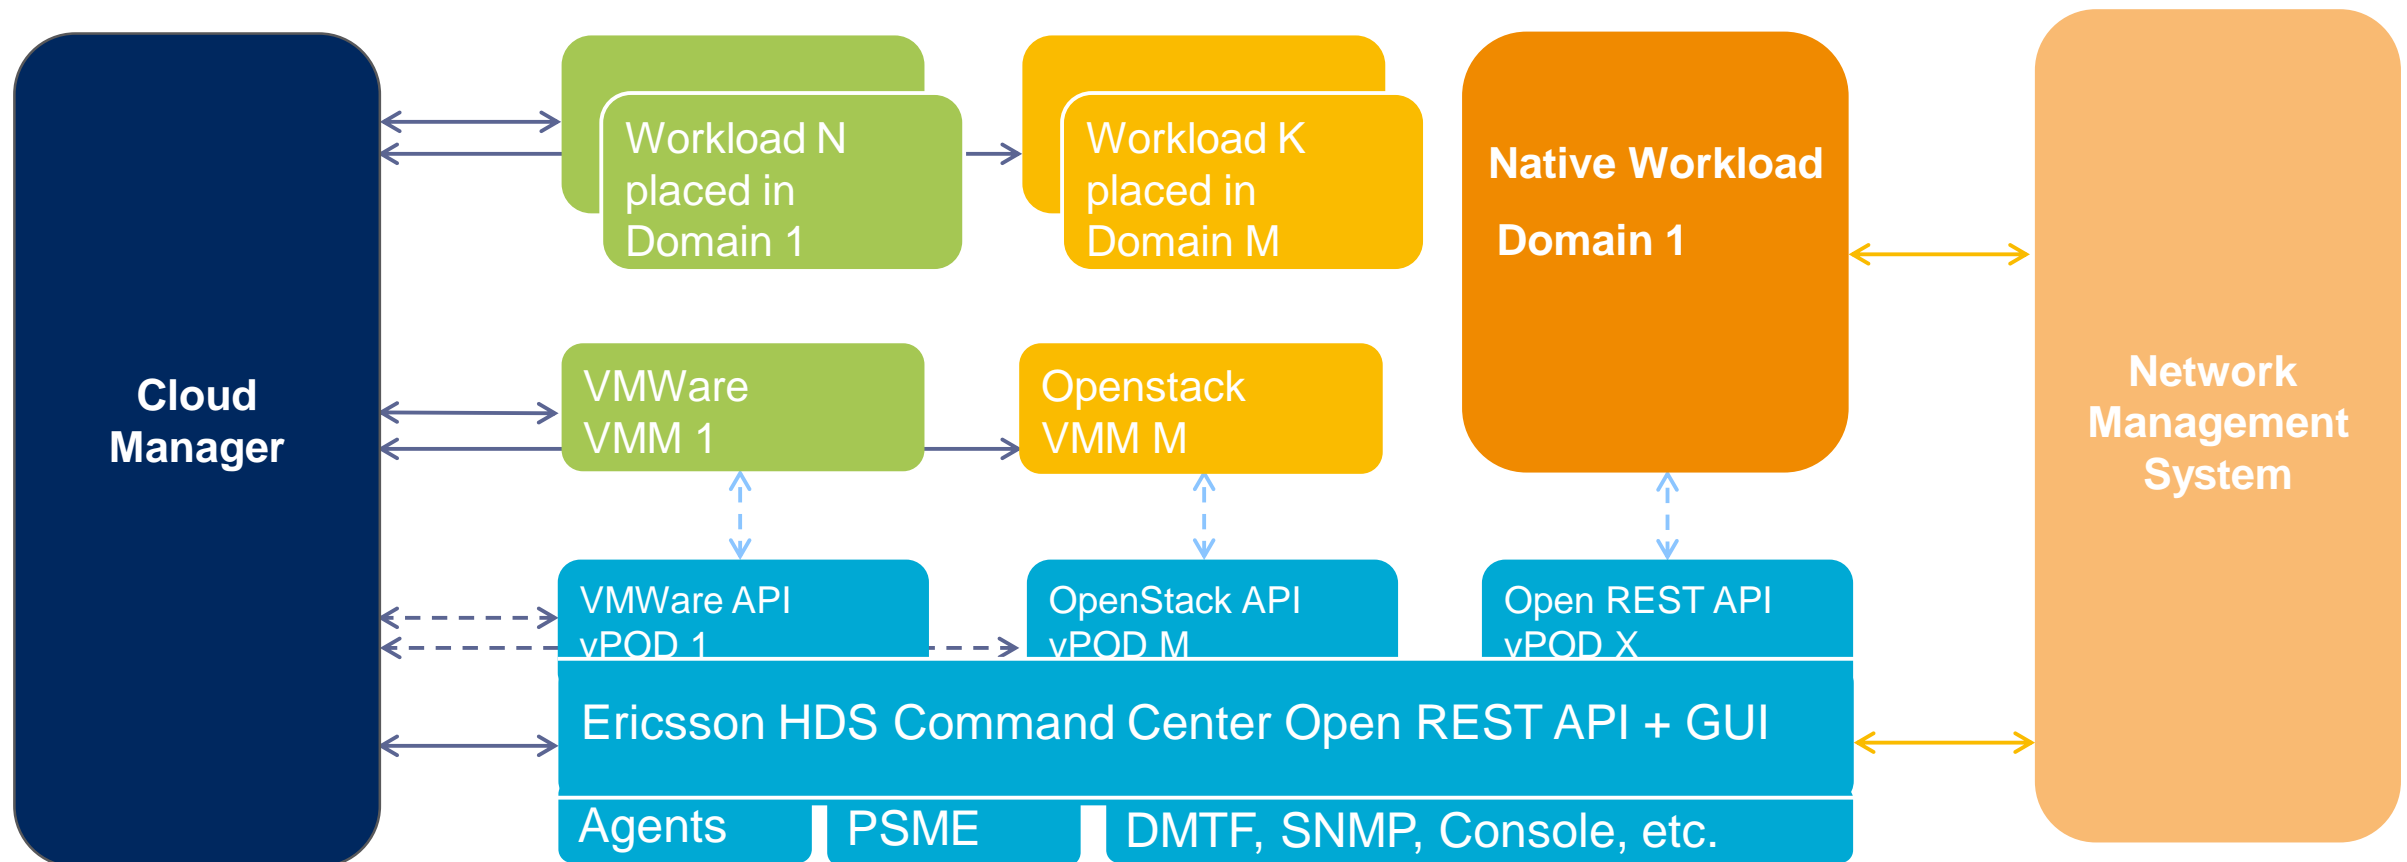 Cloud
Manager
Workload N
placed in
Domain 1
Workload K
placed in
Domain M
Native Workload
Domain 1
Network
Management
System
VMWare
VMM 1
Openstack
VMM M
VMWare API
vPOD 1
OpenStack API
vPOD M
Open REST API
vPOD X
Ericsson HDS Command Center Open REST API + GUI
Agents
PSME
DMTF, SNMP, Console, etc.